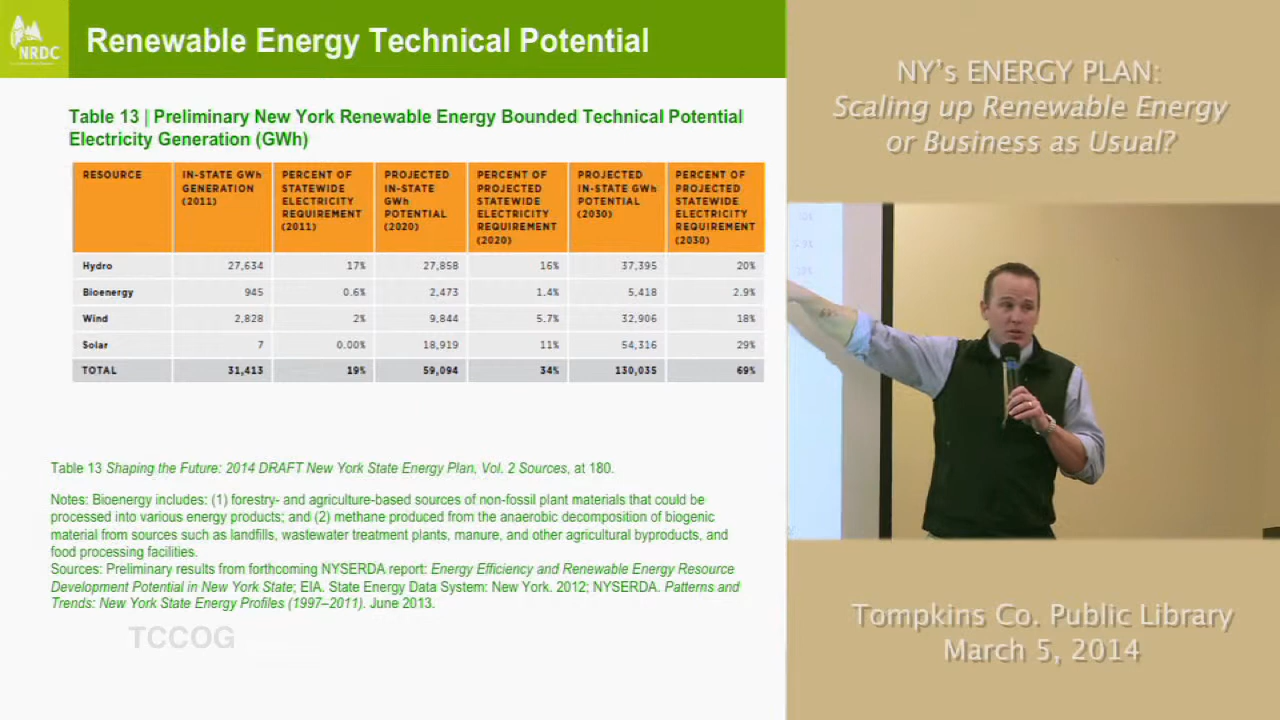 NRDC
Renewable Energy Technical Potential
Table 13 | Preliminary New York Renewable Energy Bounded Technical Potential
Electricity Generation (GWh)
RESOURCE
IN-STATE GWh
GENERATION
(2011)
PERCENT OF
STATEWIDE
ELECTRICITY
REQUIREMENT
(2011)
PROJECTED
IN-STATE
GWh
POTENTIAL
(2020)
PERCENT OF
PROJECTED
STATEWIDE
ELECTRICITY
REQUIREMENT
(2020)
PROJECTED
IN-STATE GWh
POTENTIAL
(2030)
PERCENT OF
PROJECTED
STATEWIDE
ELECTRICITY
REQUIREMENT
(2030)
Hydro 27,634 17% 27,858 16% 37,395 20%
Bioenergy 945 0.6% 2,473 1.4% 5,418 2.9%
Wind 2,828 2% 9,844 5.7% 32,906 18%
Solar 7 0.00% 18,919 11% 54,316 29%
TOTAL 31,413 19% 59,094 34% 130,035 69%
Table 13 Shaping the Future: 2014 DRAFT New York State Energy Plan, Vol. 2 Sources, at 180.
Notes: Bioenergy includes: (1) forestry- and agriculture-based sources of non-fossil plant materials that could be
processed into various energy products; and (2) methane produced from the anaerobic decomposition of biogenic
material from sources such as landfills, wastewater treatment plants, manure, and other agricultural byproducts, and
food processing facilities.
Sources: Preliminary results from forthcoming NYSERDA report: Energy Efficiency and Renewable Energy Resource
Development Potential in New York State; EIA. State Energy Data System: New York. 2012; NYSERDA. Patterns and
Trends: New York State Energy Profiles (1997–2011). June 2013.
TCCOG
NY's ENERGY PLAN:
Scaling up Renewable Energy
or Business as Usual?
Tompkins Co. Public Library
March 5, 2014